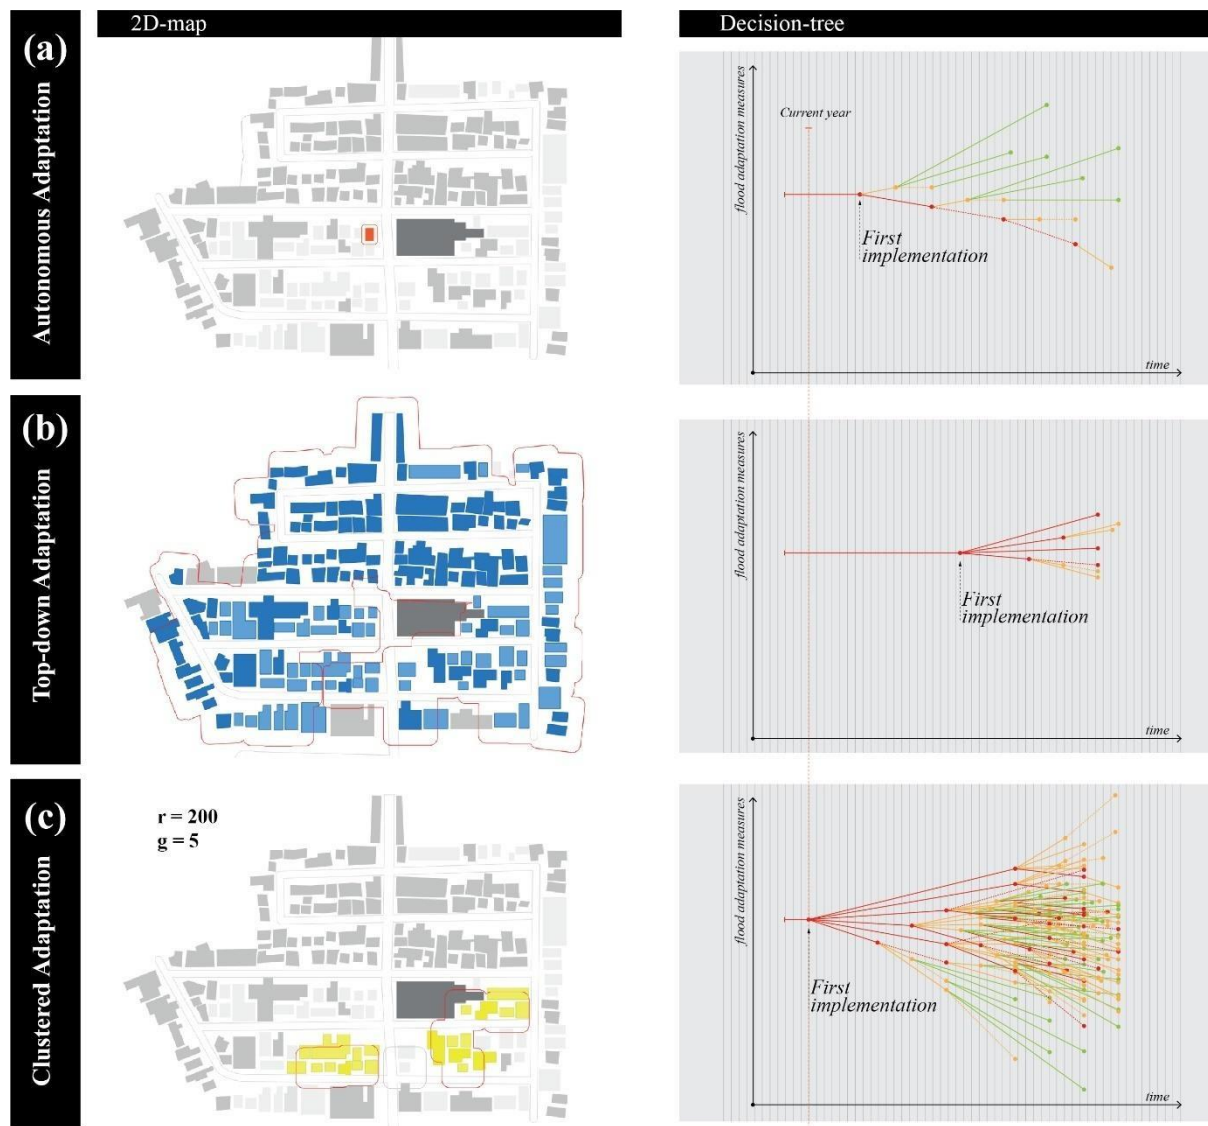 2D-map
Decision-tree
(a)
Autonomous Adaptation
flood adaptation measures
Current year
First
implementation
time
(b)
Top-down Adaptation
flood adaptation measures
First
implementation
time
(c)
Clustered Adaptation
r = 200
g = 5
flood adaptation measures
First
implementation
time